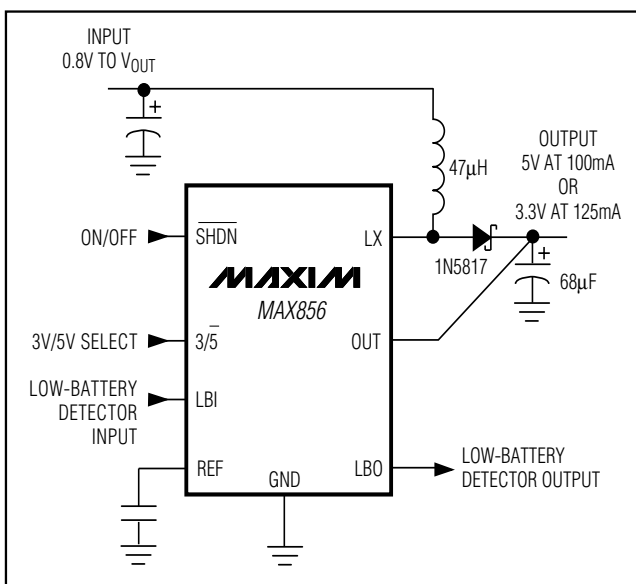 INPUT
0.8V TO VOUT
47µH
OUTPUT
5V AT 100mA
OR
3.3V AT 125mA
ON/OFF
SHDN
LX
1N5817
68µF
MAXIM
MAX856
3V/5V SELECT
3/5
OUT
LOW-BATTERY
DETECTOR
INPUT
LBI
REF
GND
LBO
LOW-BATTERY
DETECTOR OUTPUT